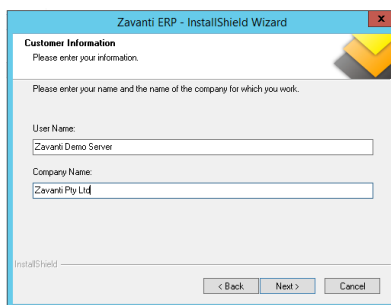 Zavanti ERP - InstallShield Wizard
x
Customer Information
Please enter your information.
Please enter your name and the name of the company for which you work.
User Name:
Zavanti Demo Server
Company Name:
Zavanti Pty Ltd
InstallShield
< Back Next > Cancel